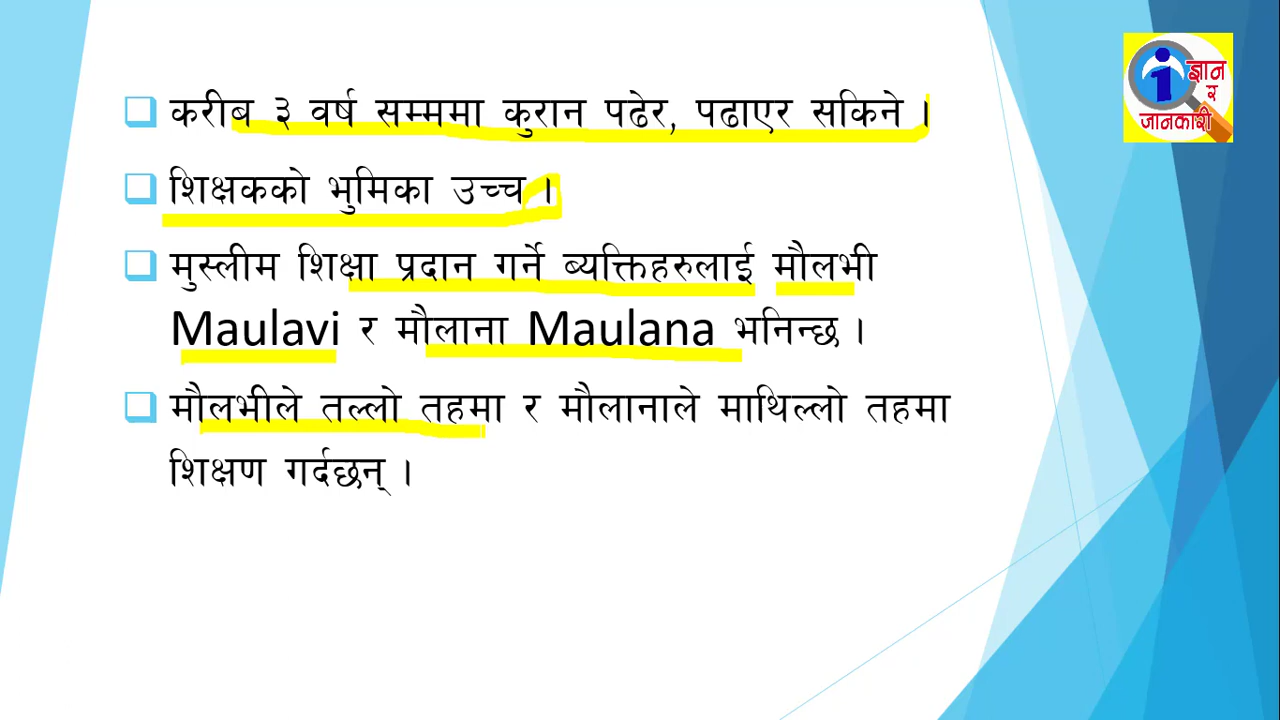 ज्ञान
र
जानकारी
करीब ३ वर्ष सम्ममा कुरान पढेर, पढाएर सकिने ।
शिक्षकको भुमिका उच्च ।
मुस्लीम शिक्षा प्रदान गर्ने ब्यक्तिहरुलाई मौलभी
Maulavi र मौलाना Maulana भनिन्छ ।
मौलभीले तल्लो तहमा र मौलानाले माथिल्लो तहमा
शिक्षण गर्दछन् ।